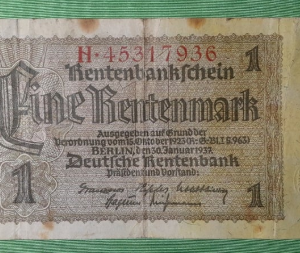 H·45317936
Rentenbankschein
1
Eine Rentenmark
Ausgegeben auf Grund der
Verordnung vom 15. Oktober 1923 (R-G-Bl I S. 963)
BERLIN, den 30. Januar 1937
Deutsche Rentenbank
Präsident und Vorstand:
1
1